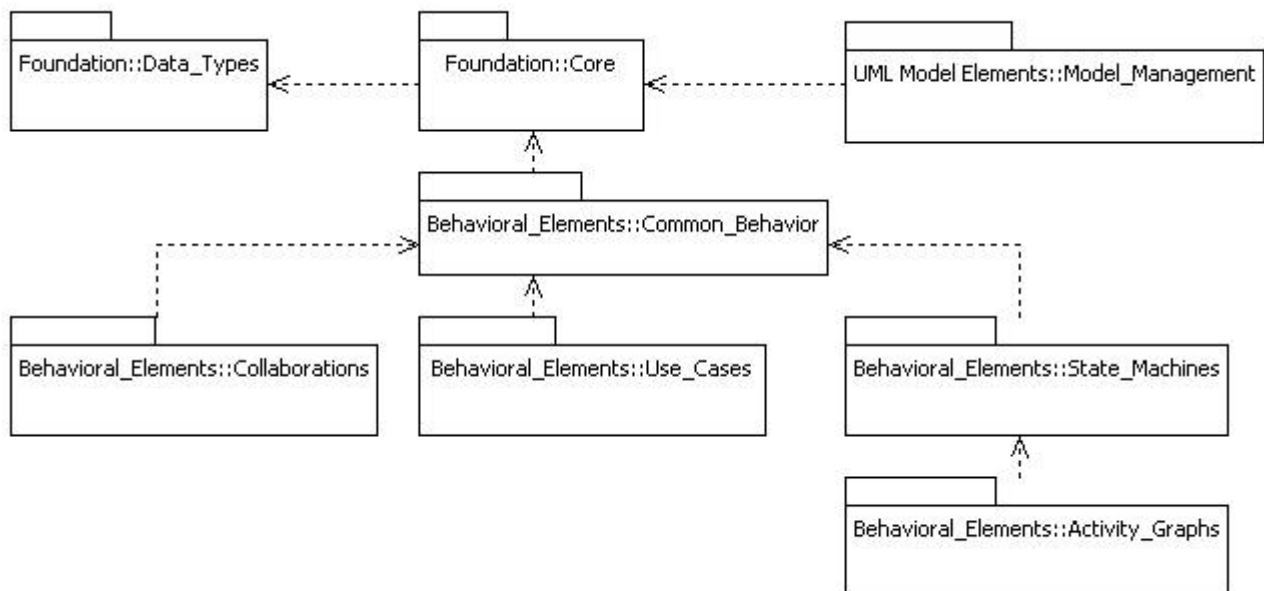 Foundation::Data_Types
Foundation::Core
UML Model Elements::Model_Management
Behavioral_Elements::Common_Behavior
Behavioral_Elements::Collaborations
Behavioral_Elements::Use_Cases
Behavioral_Elements::State_Machines
Behavioral_Elements::Activity_Graphs